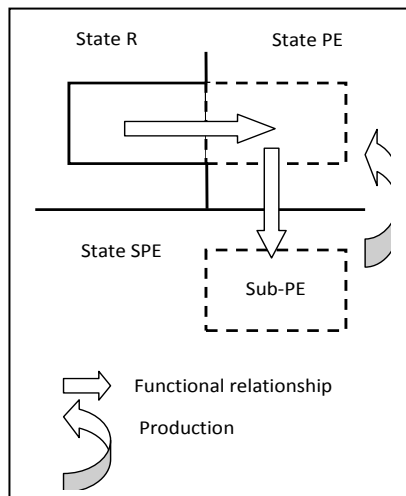 State R State PE
State SPE
Sub-PE
Functional relationship
Production